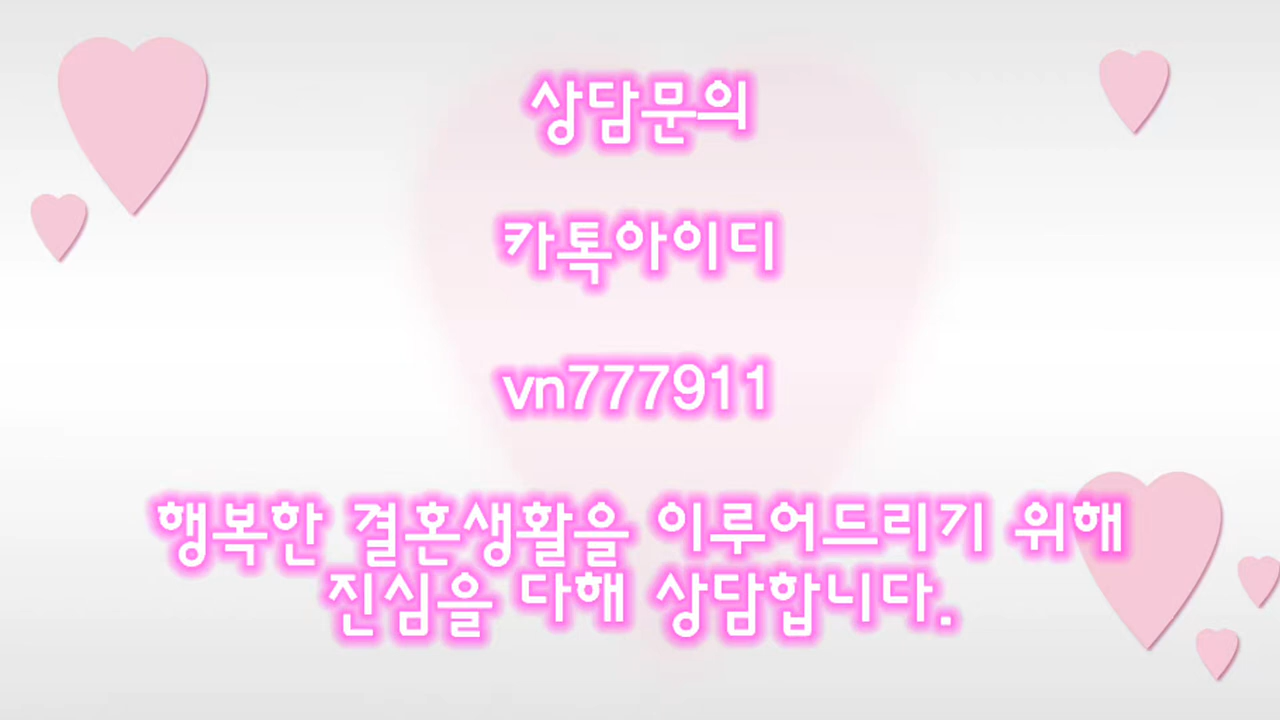 상담문의
카톡아이디
vn777911
행복한 결혼생활을 이루어드리기 위해
진심을 다해 상담합니다.